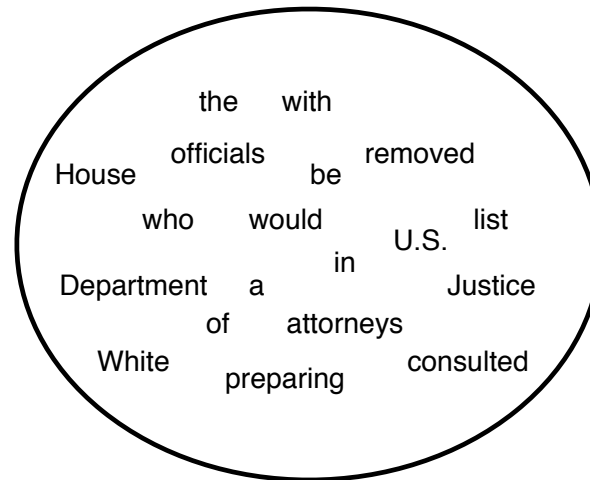 the with
officials removed
House be
who would list
U.S.
in
Department a Justice
of attorneys
White consulted
preparing